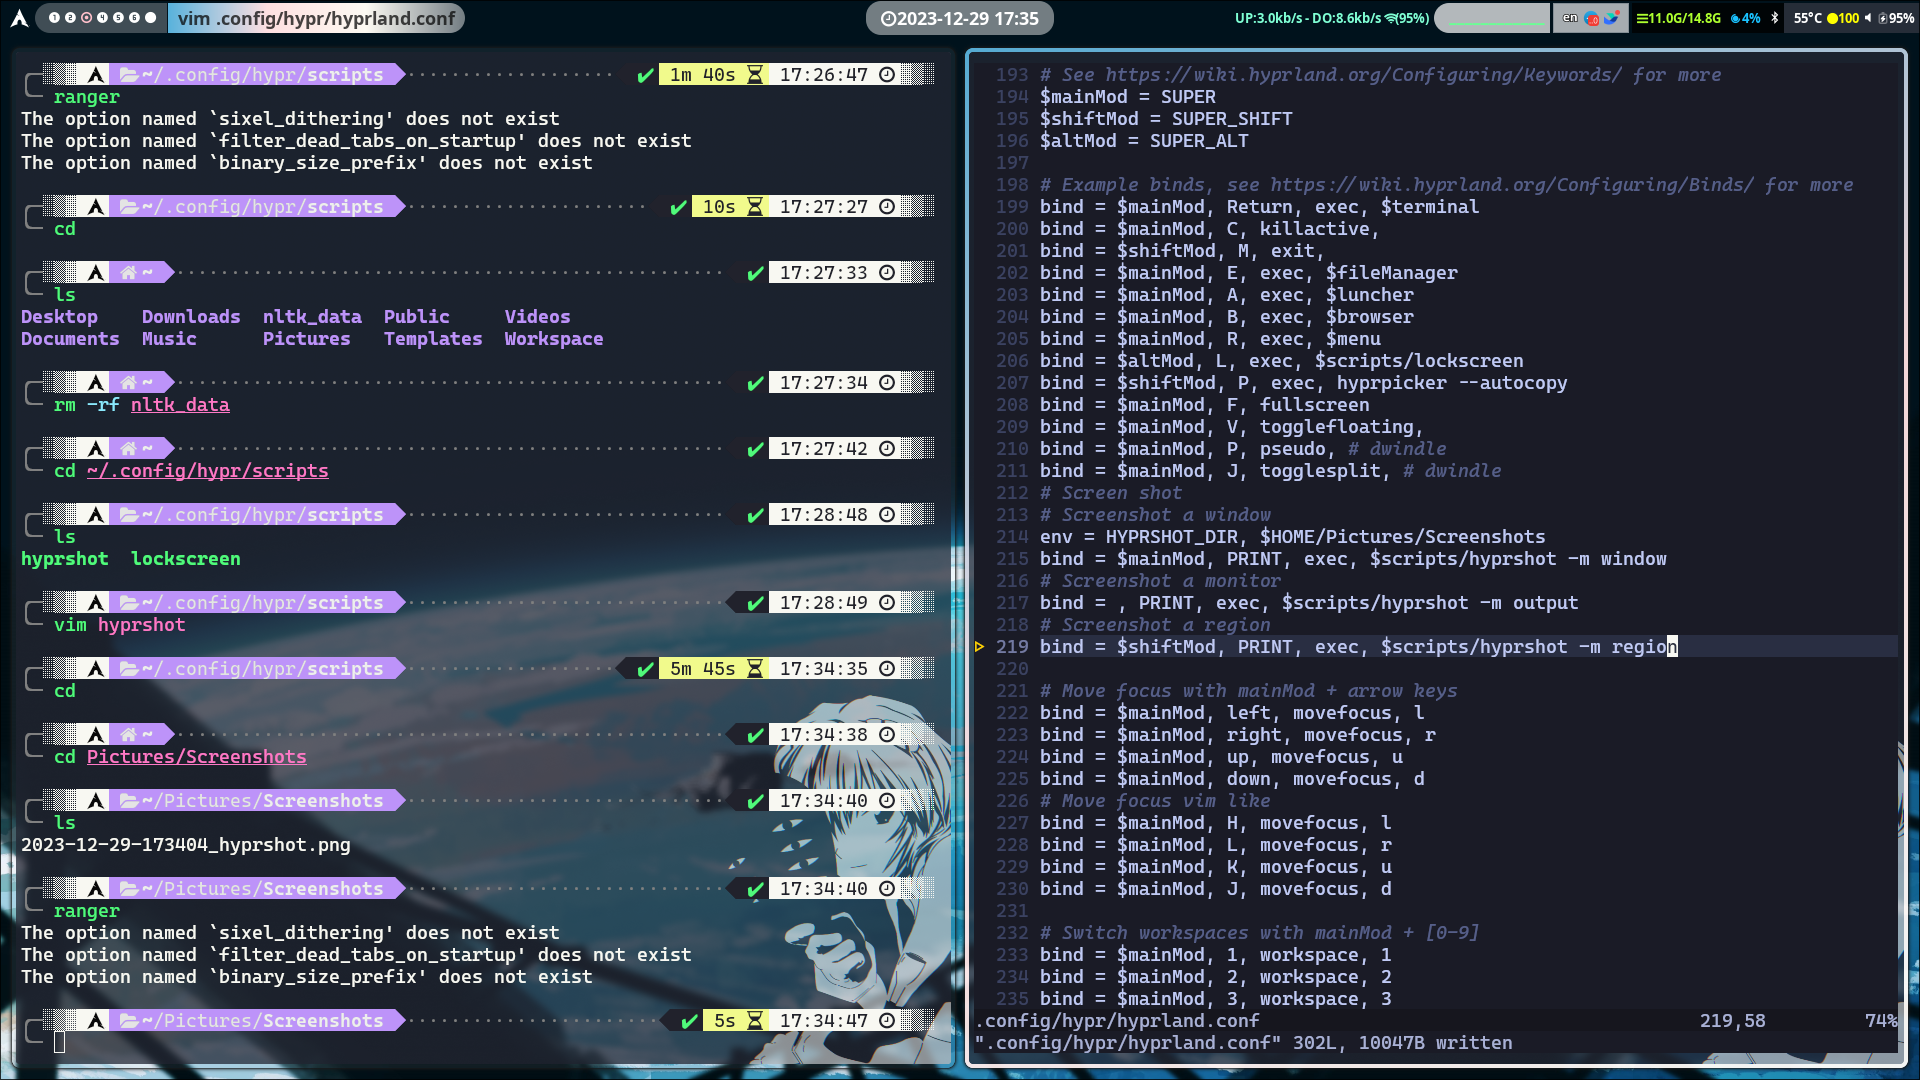 vim .config/hypr/hyprland.conf
2023-12-29 17:35
UP:3.0kb/s - DO:8.6kb/s (95%)
en
11.0G/14.8G 4%
55°C 100 95%
~/.config/hypr/scripts 1m 40s 17:26:47
ranger
The option named `sixel_dithering' does not exist
The option named `filter_dead_tabs_on_startup' does not exist
The option named `binary_size_prefix' does not exist
~/.config/hypr/scripts 10s 17:27:27
cd
~ 17:27:33
ls
Desktop Downloads nltk_data Public Videos
Documents Music Pictures Templates Workspace
~ 17:27:34
rm -rf nltk_data
~ 17:27:42
cd ~/.config/hypr/scripts
~/.config/hypr/scripts 17:28:48
ls
hyprshot lockscreen
~/.config/hypr/scripts 17:28:49
vim hyprshot
~/.config/hypr/scripts 5m 45s 17:34:35
cd
~ 17:34:38
cd Pictures/Screenshots
~/Pictures/Screenshots 17:34:40
ls
2023-12-29-173404_hyprshot.png
~/Pictures/Screenshots 17:34:40
ranger
The option named `sixel_dithering' does not exist
The option named `filter_dead_tabs_on_startup' does not exist
The option named `binary_size_prefix' does not exist
~/Pictures/Screenshots 5s 17:34:47
193 # See https://wiki.hyprland.org/Configuring/Keywords/ for more
194 $mainMod = SUPER
195 $shiftMod = SUPER_SHIFT
196 $altMod = SUPER_ALT
197
198 # Example binds, see https://wiki.hyprland.org/Configuring/Binds/ for more
199 bind = $mainMod, Return, exec, $terminal
200 bind = $mainMod, C, killactive,
201 bind = $shiftMod, M, exit,
202 bind = $mainMod, E, exec, $fileManager
203 bind = $mainMod, A, exec, $luncher
204 bind = $mainMod, B, exec, $browser
205 bind = $mainMod, R, exec, $menu
206 bind = $altMod, L, exec, $scripts/lockscreen
207 bind = $shiftMod, P, exec, hyprpicker --autocopy
208 bind = $mainMod, F, fullscreen
209 bind = $mainMod, V, togglefloating,
210 bind = $mainMod, P, pseudo, # dwindle
211 bind = $mainMod, J, togglesplit, # dwindle
212 # Screen shot
213 # Screenshot a window
214 env = HYPRSHOT_DIR, $HOME/Pictures/Screenshots
215 bind = $mainMod, PRINT, exec, $scripts/hyprshot -m window
216 # Screenshot a monitor
217 bind = , PRINT, exec, $scripts/hyprshot -m output
218 # Screenshot a region
219 bind = $shiftMod, PRINT, exec, $scripts/hyprshot -m region
220
221 # Move focus with mainMod + arrow keys
222 bind = $mainMod, left, movefocus, l
223 bind = $mainMod, right, movefocus, r
224 bind = $mainMod, up, movefocus, u
225 bind = $mainMod, down, movefocus, d
226 # Move focus vim like
227 bind = $mainMod, H, movefocus, l
228 bind = $mainMod, L, movefocus, r
229 bind = $mainMod, K, movefocus, u
230 bind = $mainMod, J, movefocus, d
231
232 # Switch workspaces with mainMod + [0-9]
233 bind = $mainMod, 1, workspace, 1
234 bind = $mainMod, 2, workspace, 2
235 bind = $mainMod, 3, workspace, 3
.config/hypr/hyprland.conf 219,58 74%
".config/hypr/hyprland.conf" 302L, 10047B written